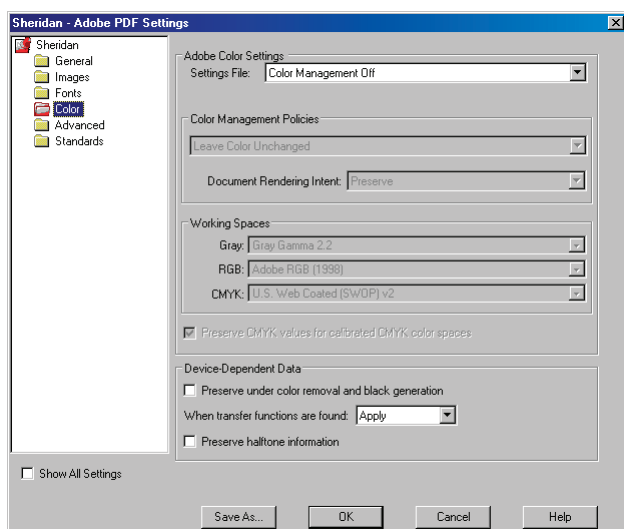 Sheridan - Adobe PDF Settings
Sheridan
General
Images
Fonts
Color
Advanced
Standards
Adobe Color Settings
Settings File: Color Management Off
Color Management Policies
Leave Color Unchanged
Document Rendering Intent: Preserve
Working Spaces
Gray: Gray Gamma 2.2
RGB: Adobe RGB (1998)
CMYK: U.S. Web Coated (SWOP) v2
Preserve CMYK values for calibrated CMYK color spaces
Device-Dependent Data
Preserve under color removal and black generation
When transfer functions are found: Apply
Preserve halftone information
Show All Settings
Save As... OK Cancel Help